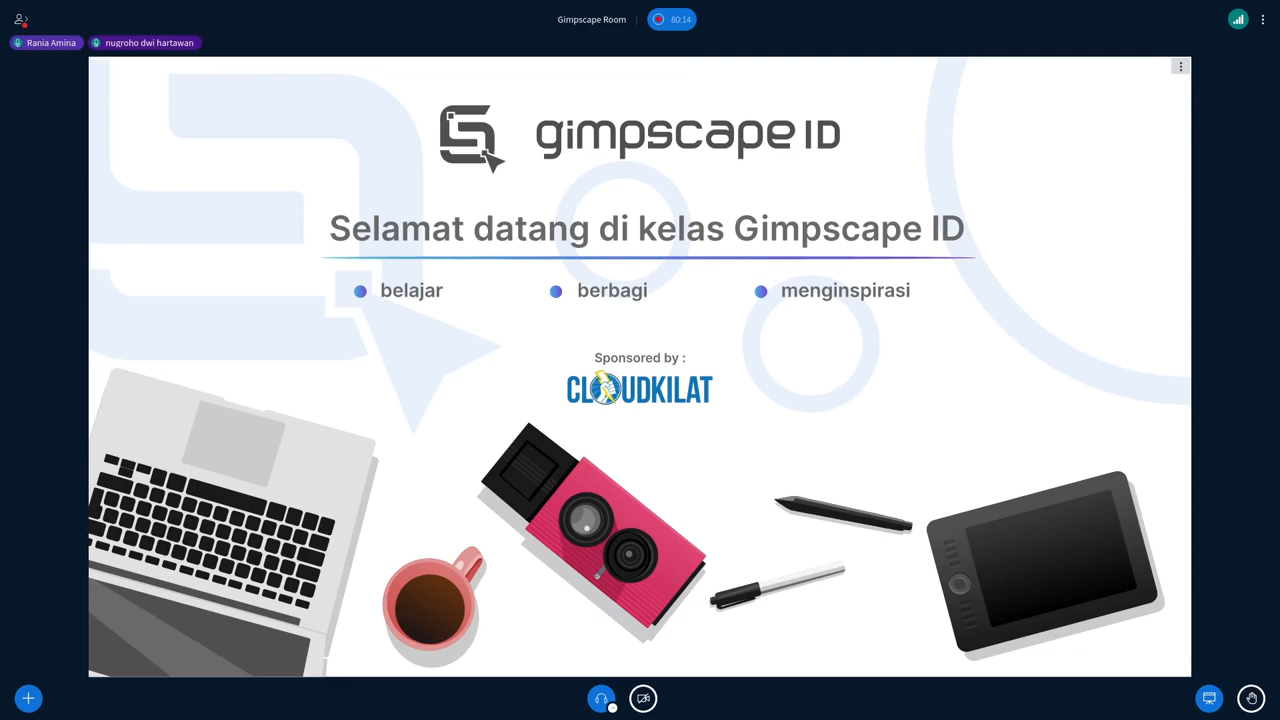 Gimpscape Room
80:14
Rania Amina
nugroho dwi hartawan
gimpscape ID
Selamat datang di kelas Gimpscape ID
belajar
berbagi
menginspirasi
Sponsored by :
CLOUDKILAT